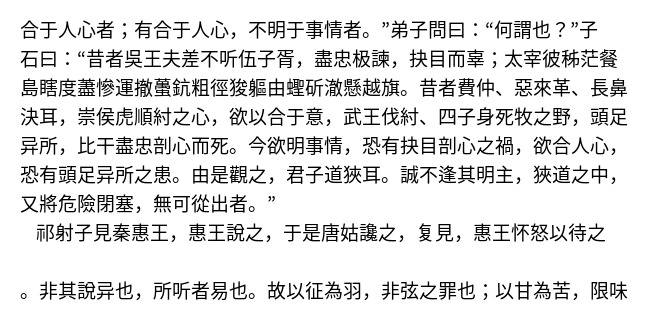 合于人心者；有合于人心，不明于事情者。”弟子問曰：“何謂也？”子
石曰：“昔者吳王夫差不听伍子胥，盡忠极諫，抉目而辜；太宰彼秭茫餐
島瞎度藎慘運撤蠆鈧粗徑狻軀由蟶斫澈懸越旗。昔者費仲、惡來革、長鼻
決耳，崇侯虎順紂之心，欲以合于意，武王伐紂、四子身死牧之野，頭足
异所，比干盡忠剖心而死。今欲明事情，恐有抉目剖心之禍，欲合人心，
恐有頭足异所之患。由是觀之，君子道狹耳。誠不逢其明主，狹道之中，
又將危險閉塞，無可從出者。”
祁射子見秦惠王，惠王說之，于是唐姑讒之，复見，惠王怀怒以待之
。非其說异也，所听者易也。故以征為羽，非弦之罪也；以甘為苦，限味